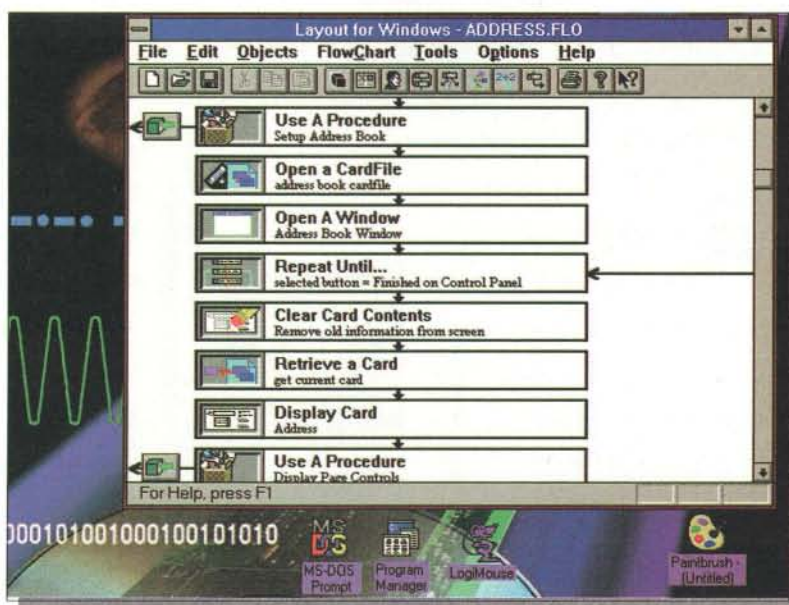 Layout for Windows - ADDRESS.FLO
File Edit Objects FlowChart Tools Options Help
2+2
Use A Procedure
Setup Address Book
Open a CardFile
address book cardfile
Open A Window
Address Book Window
Repeat Until...
selected button = Finished on Control Panel
Clear Card Contents
Remove old information from screen
Retrieve a Card
get current card
Display Card
Address
Use A Procedure
Display Page Controls
For Help, press F1
000101001000100101010
MS-DOS Prompt
Program Manager
LogiMouse
Paintbrush - (Untitled)